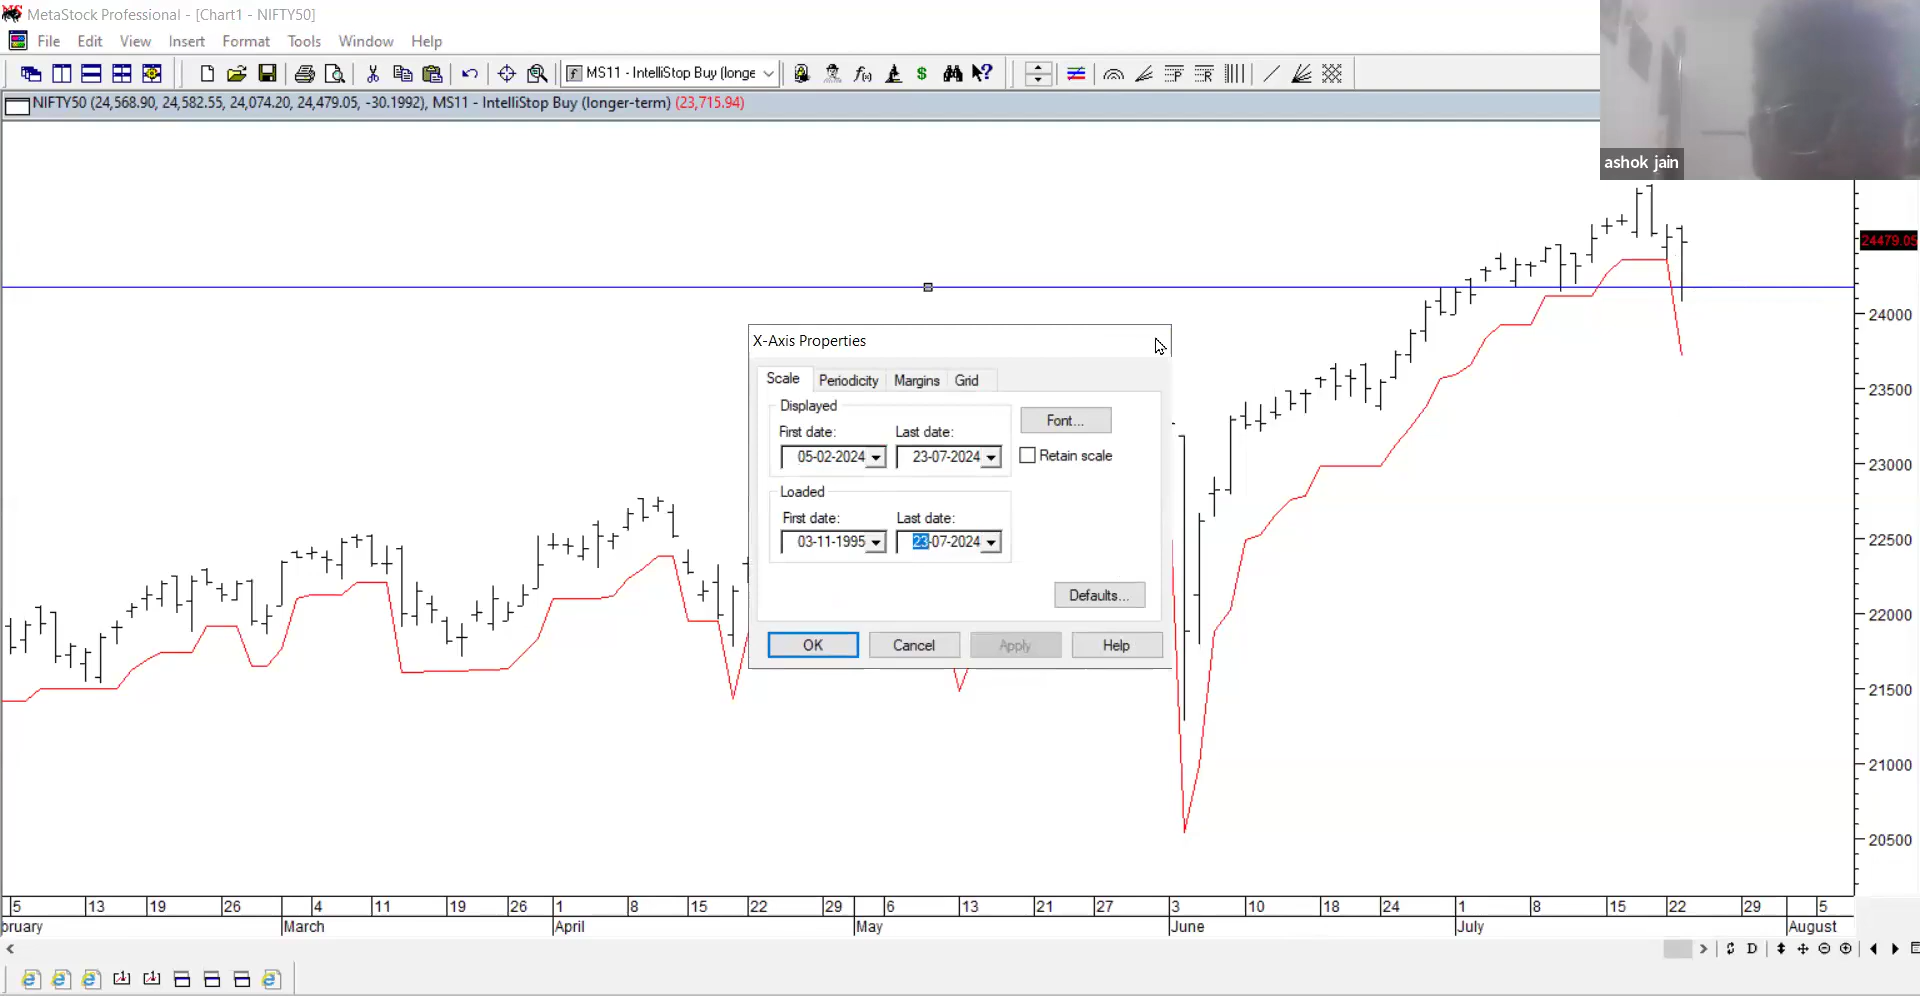 MetaStock Professional - [Chart1 - NIFTY50]
File Edit View Insert Format Tools Window Help
MS11 - IntelliStop Buy (longe
NIFTY50 (24,568.90, 24,582.55, 24,074.20, 24,479.05, -30.1992), MS11 - IntelliStop Buy (longer-term) (23,715.94)
ashok jain
24479.05
24000
23500
23000
22500
22000
21500
21000
20500
X-Axis Properties
Scale Periodicity Margins Grid
Displayed
First date: Last date:
05-02-2024 23-07-2024
Font...
Retain scale
Loaded
First date: Last date:
03-11-1995 23-07-2024
Defaults...
OK Cancel Apply Help
5 13 19 26 4 11 19 26 1 8 15 22 29 6 13 21 27 3 10 18 24 1 8 15 22 29 5
bruary March April May June July August
D